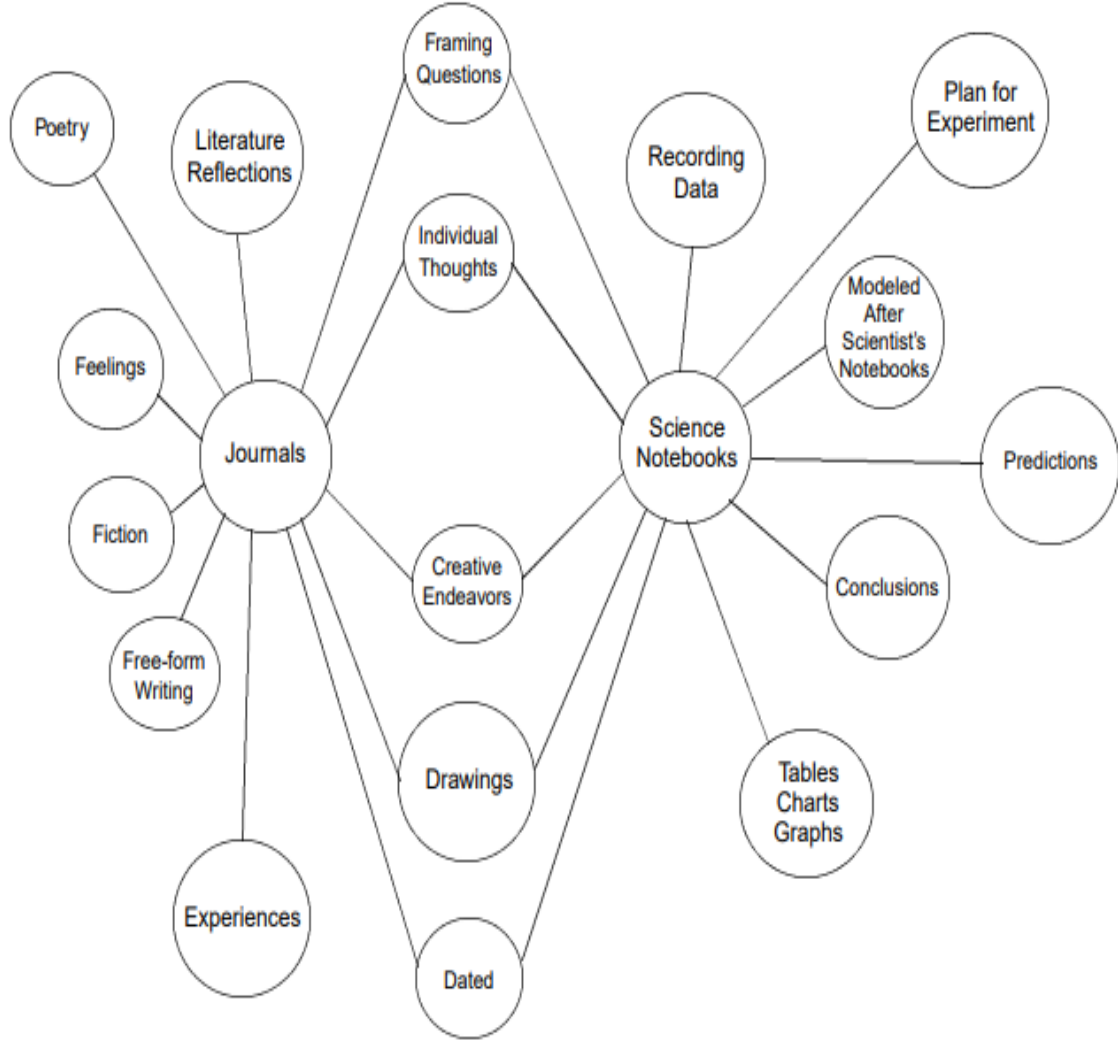 Framing
Questions
Poetry
Literature
Reflections
Recording
Data
Plan for
Experiment
Individual
Thoughts
Modeled
After
Scientist's
Notebooks
Feelings
Journals
Science
Notebooks
Predictions
Fiction
Creative
Endeavors
Conclusions
Free-form
Writing
Drawings
Tables
Charts
Graphs
Experiences
Dated